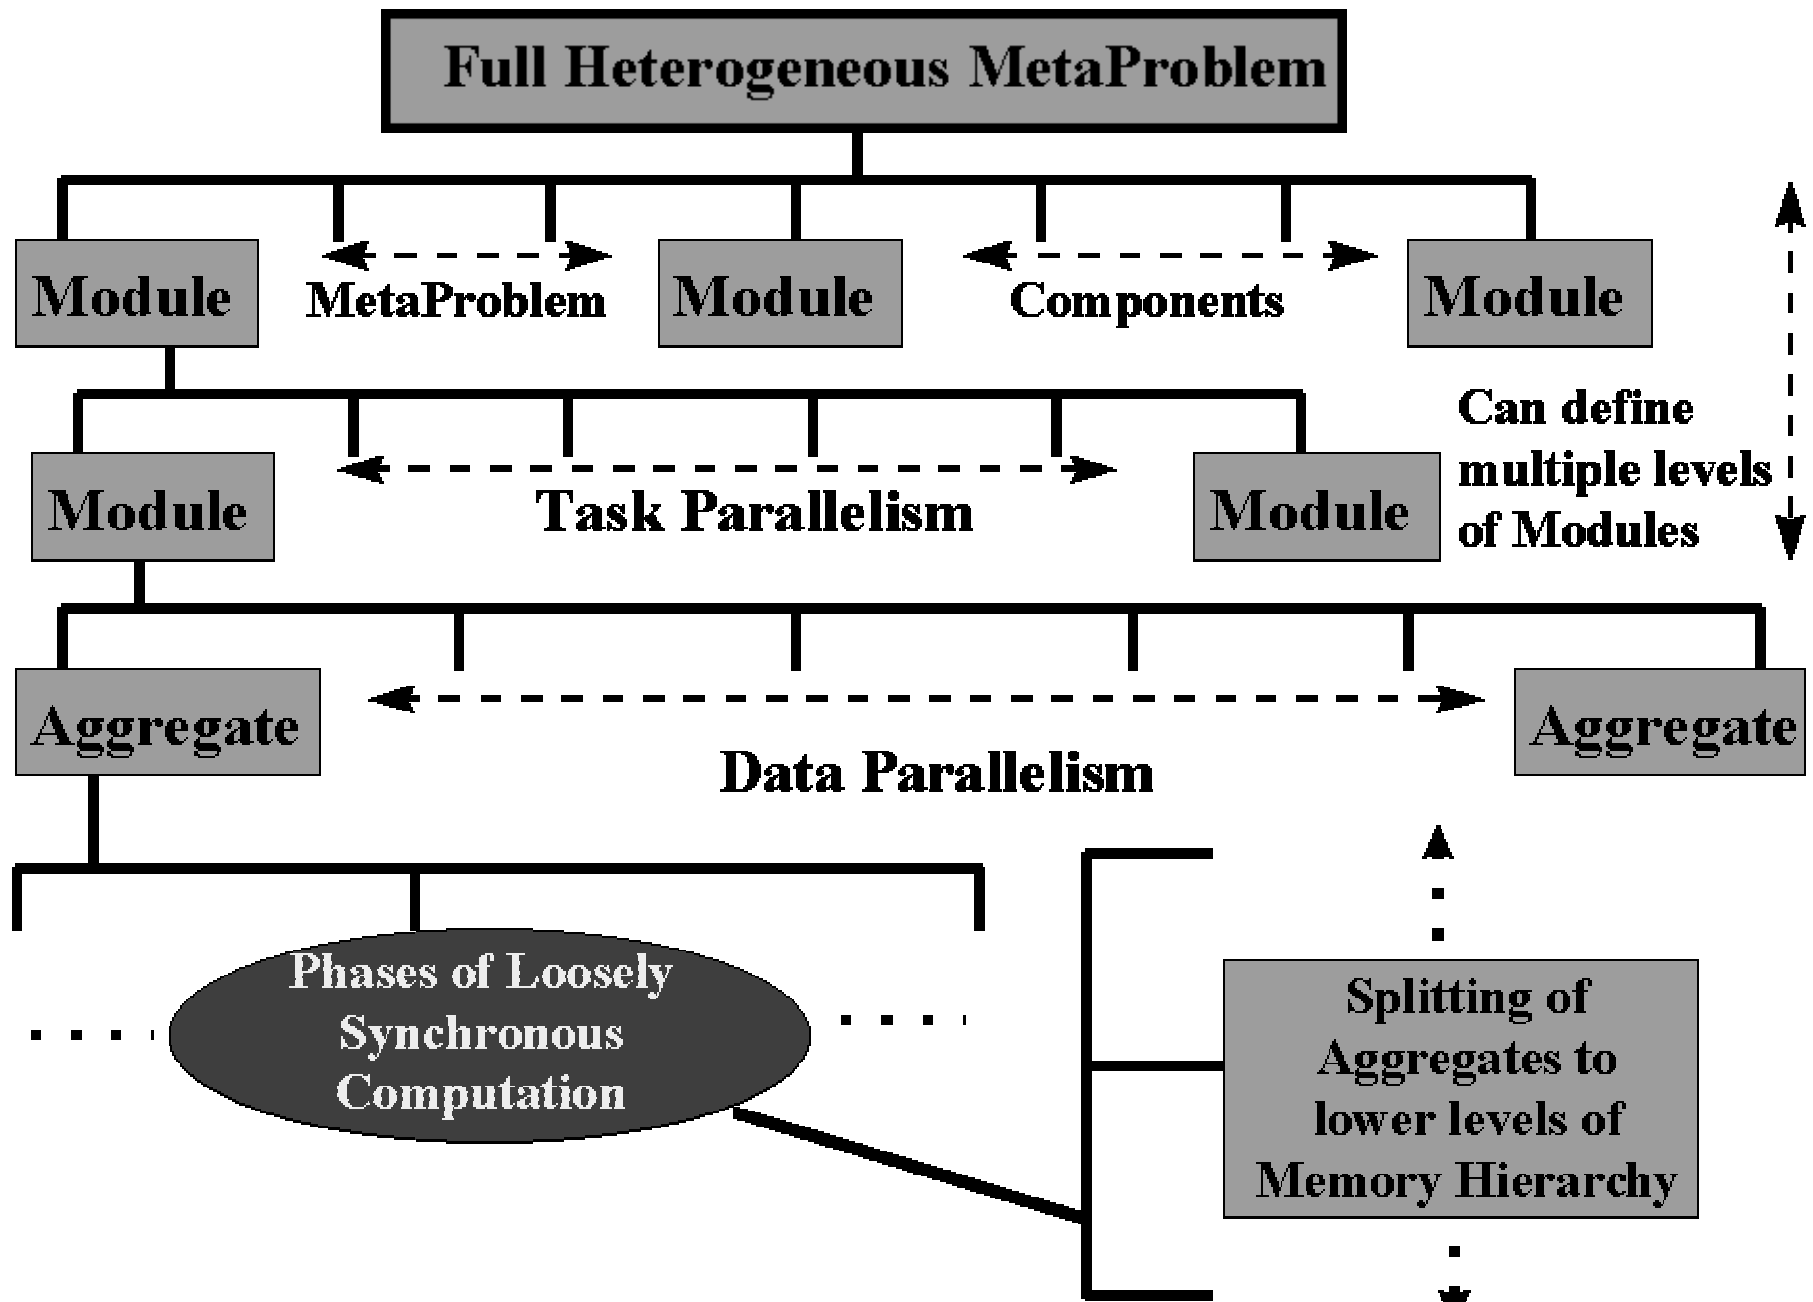 Full Heterogeneous MetaProblem
Module
MetaProblem
Module
Components
Module
Can define
multiple levels
of Modules
Module
Task Parallelism
Module
Aggregate
Data Parallelism
Aggregate
Phases of Loosely
Synchronous
Computation
Splitting of
Aggregates to
lower levels of
Memory Hierarchy